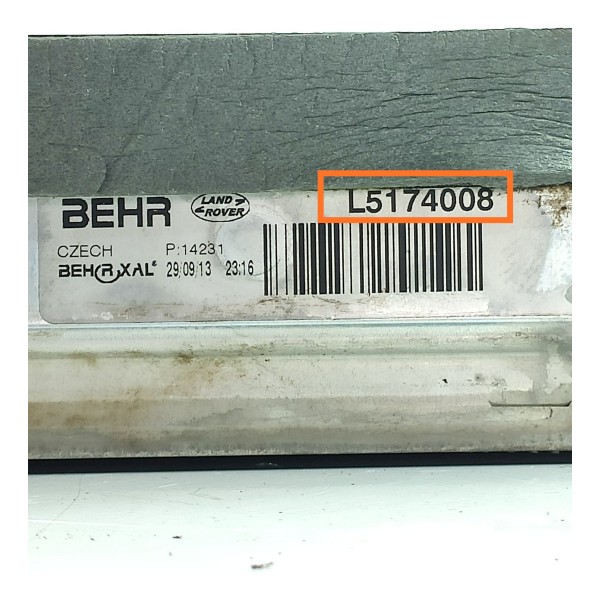 BEHR LAND ROVER L5174008
CZECH P:14231
BEHR XAL® 29/09/13 23:16